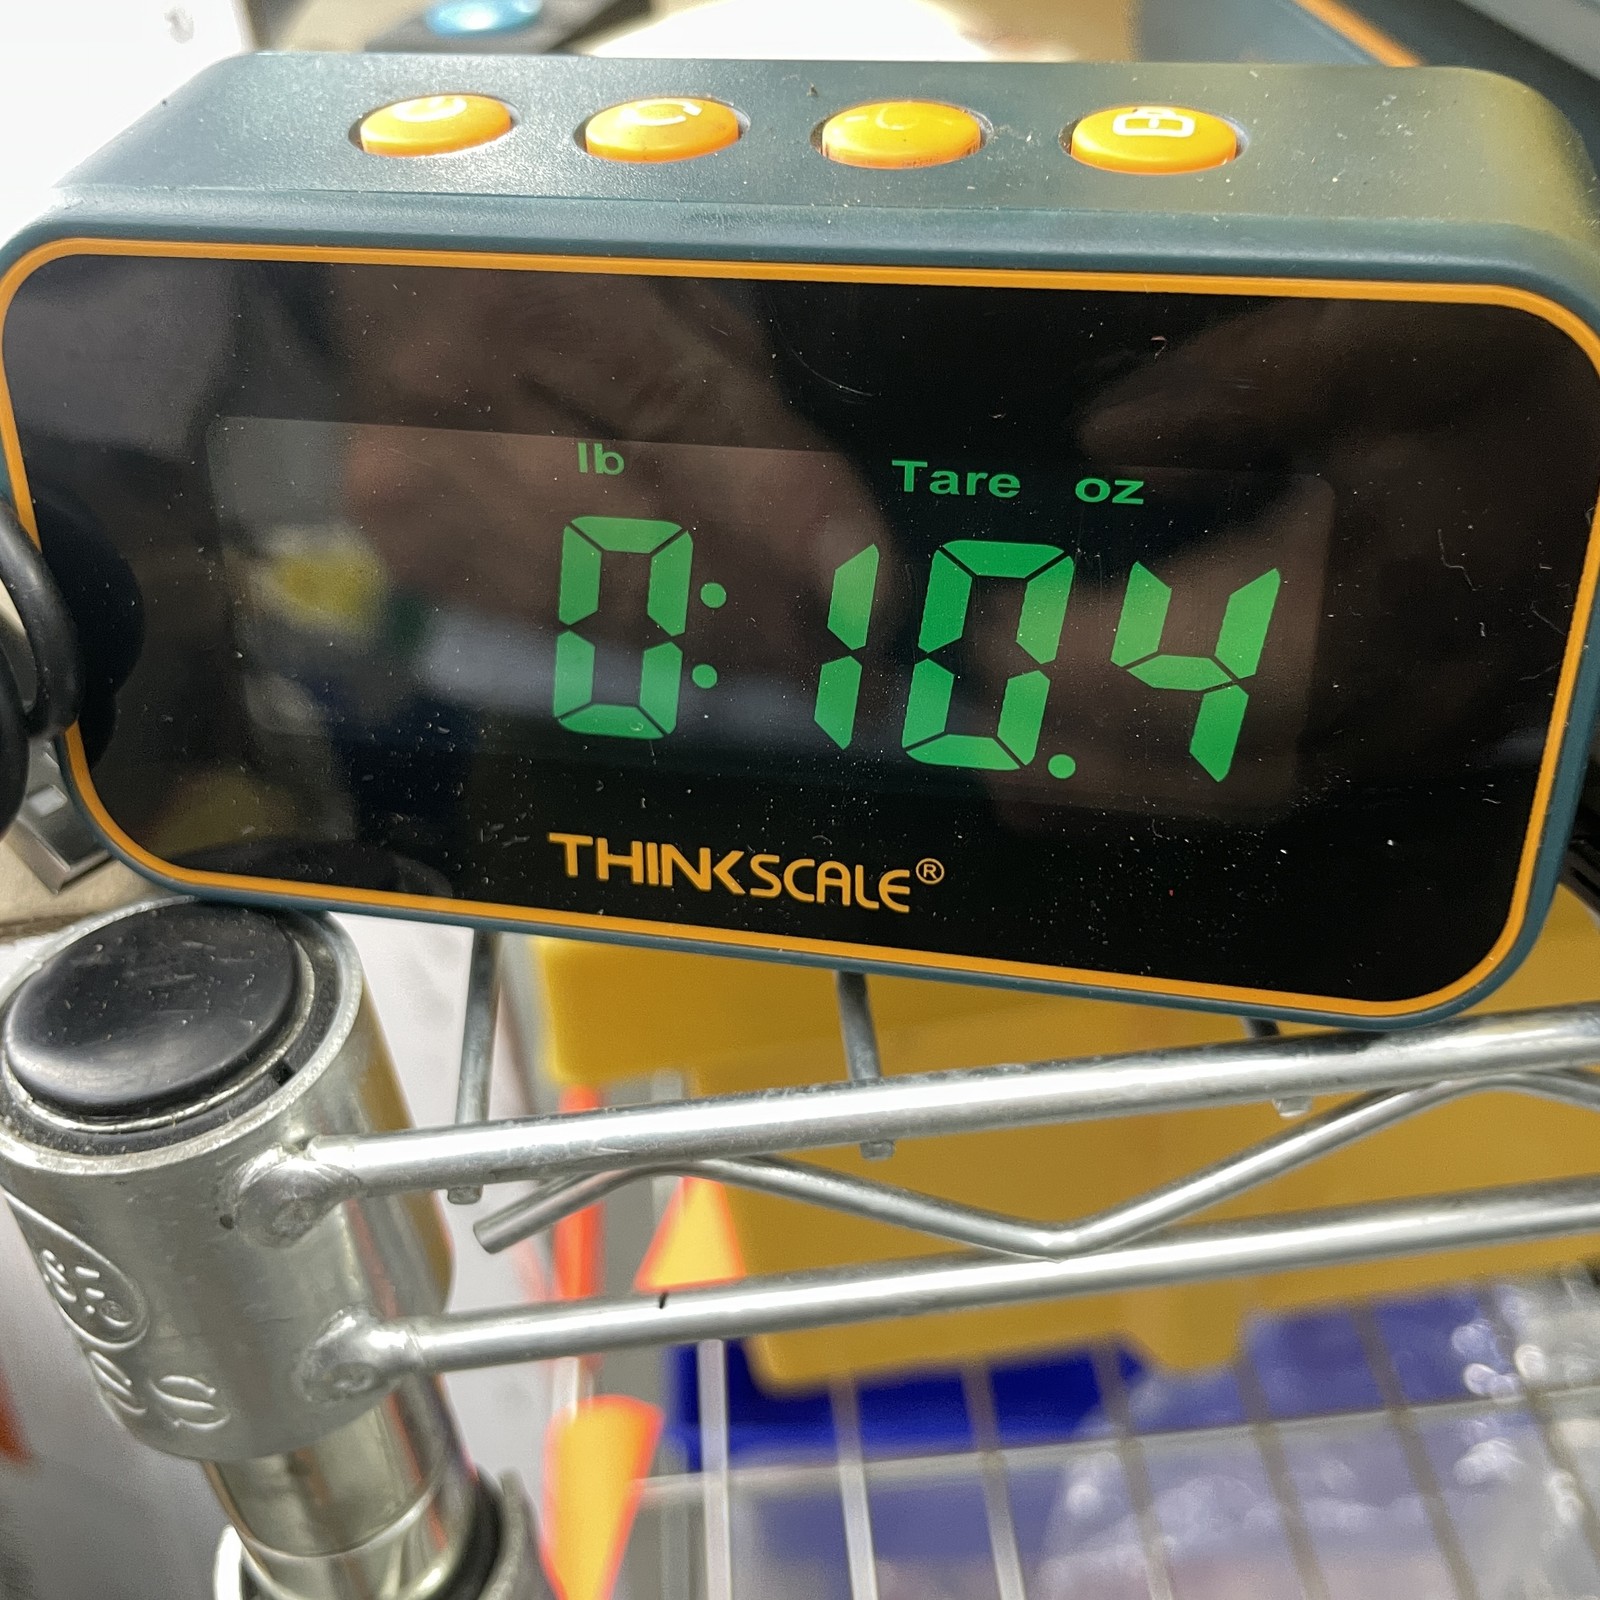 lb Tare oz
0:10.4
THINKSCALE®